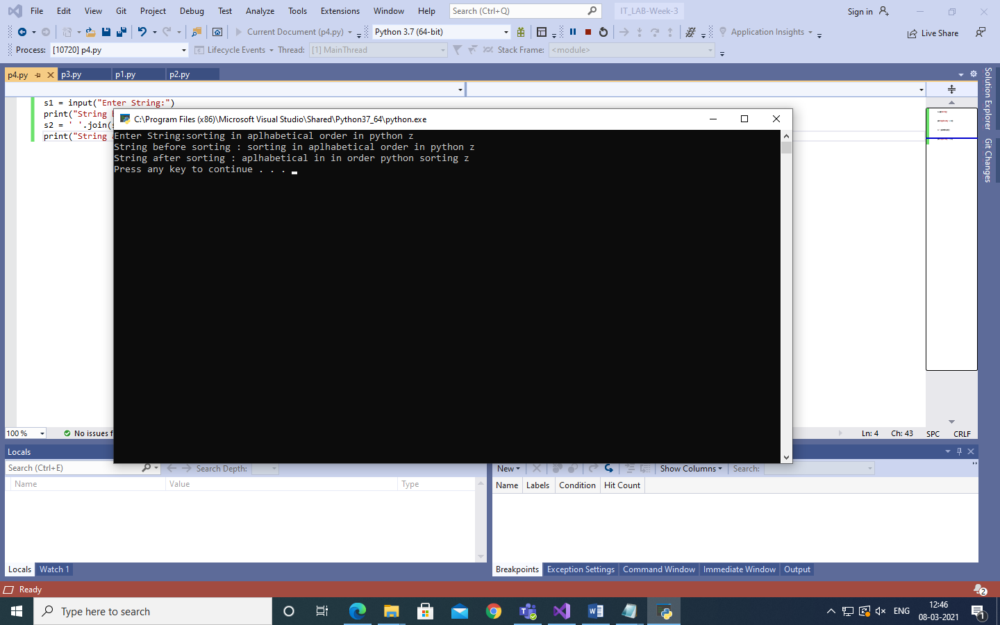 File Edit View Git Project Debug Test Analyze Tools Extensions Window Help Search (Ctrl+Q) IT_LAB-Week-3 Sign in
Current Document (p4.py) Python 3.7 (64-bit) Application Insights Live Share
Process: [10720] p4.py Lifecycle Events Thread: [1] MainThread Stack Frame: <module>
p4.py p3.py p1.py p2.py
Solution Explorer
Git Changes
s1 = input("Enter String:")
print("String
s2 = ' '.join(
print("String
C:\Program Files (x86)\Microsoft Visual Studio\Shared\Python37_64\python.exe
Enter String:sorting in aplhabetical order in python z
String before sorting : sorting in aplhabetical order in python z
String after sorting : aplhabetical in in order python sorting z
Press any key to continue . . .
100 % No issues Ln: 4 Ch: 43 SPC CRLF
Locals
Search (Ctrl+E) Search Depth:
Name Value Type
New Show Columns Search:
Name Labels Condition Hit Count
Locals Watch 1
Breakpoints Exception Settings Command Window Immediate Window Output
Ready 2
Type here to search
ENG 12:46
08-03-2021
1